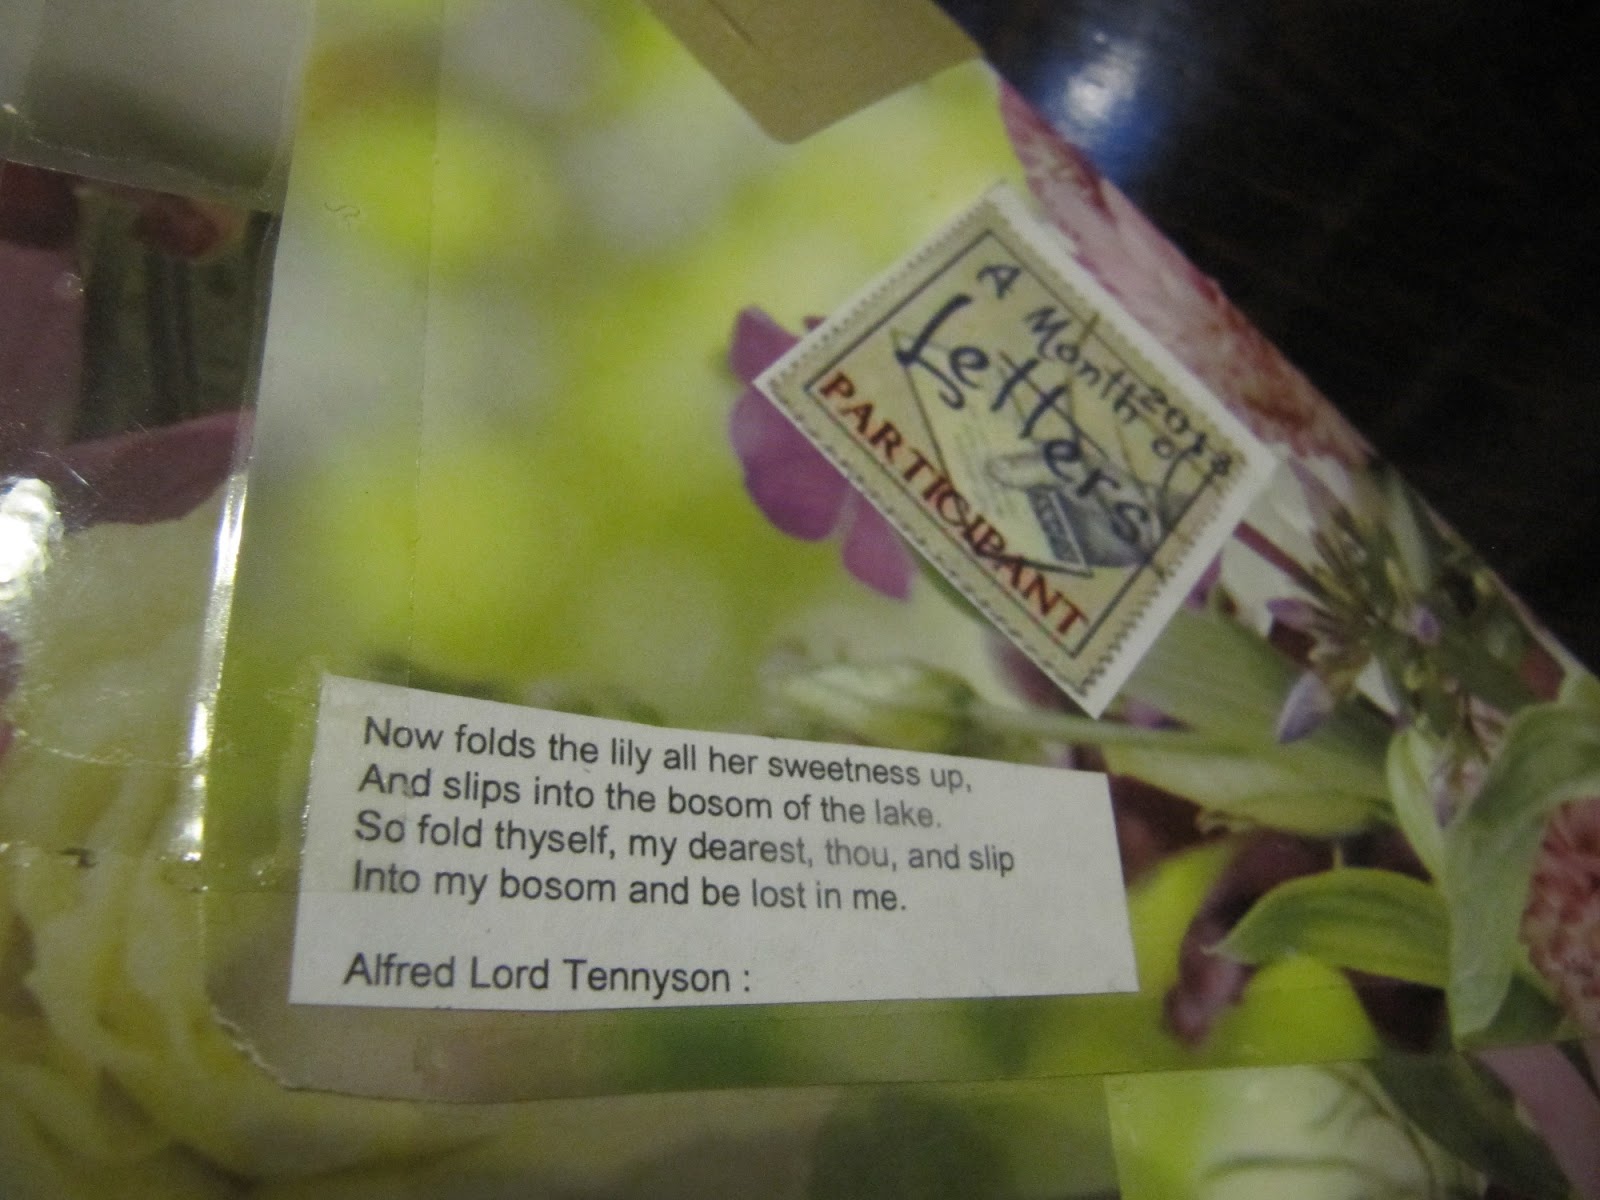 A Month of 2013
Letters
PARTICIPANT
Now folds the lily all her sweetness up,
And slips into the bosom of the lake.
So fold thyself, my dearest, thou, and slip
Into my bosom and be lost in me.
Alfred Lord Tennyson :